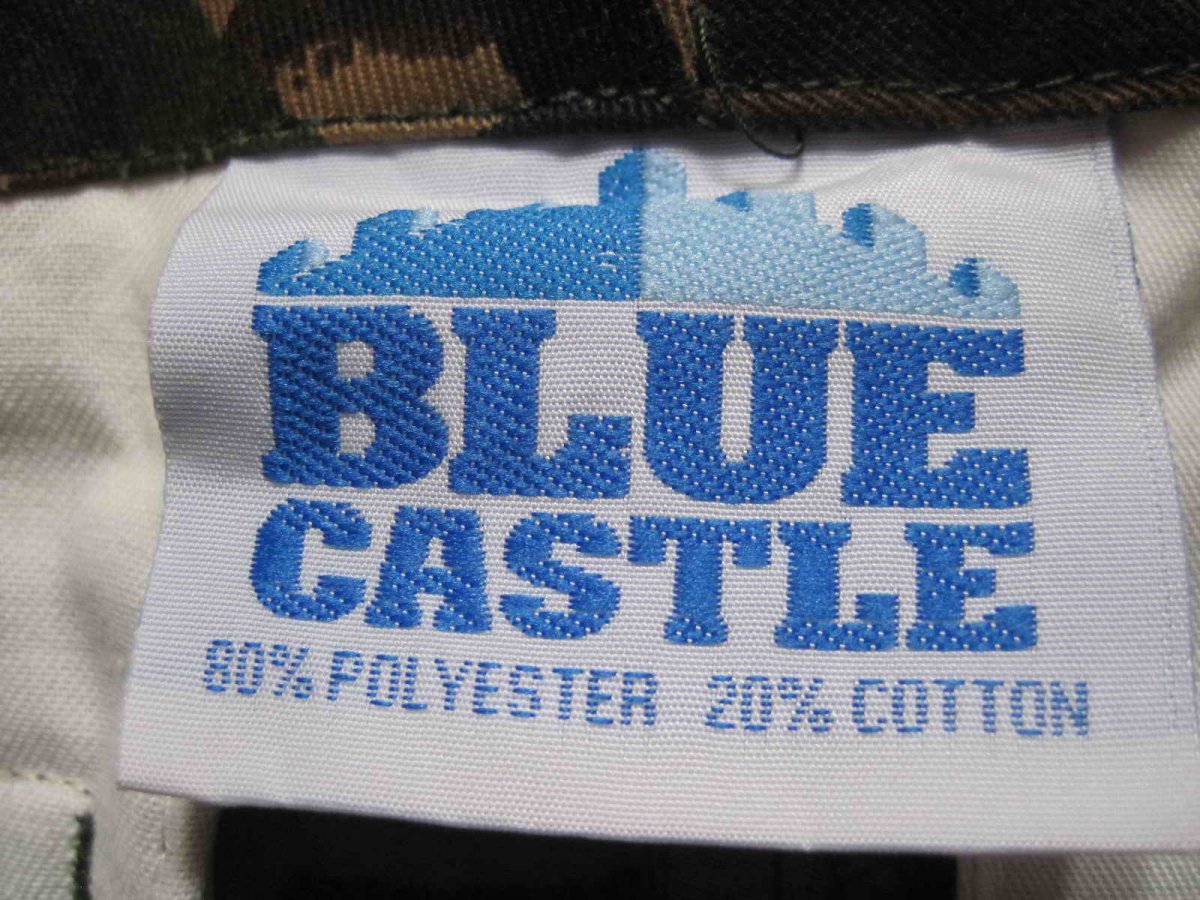 BLUE
CASTLE
80% POLYESTER 20% COTTON